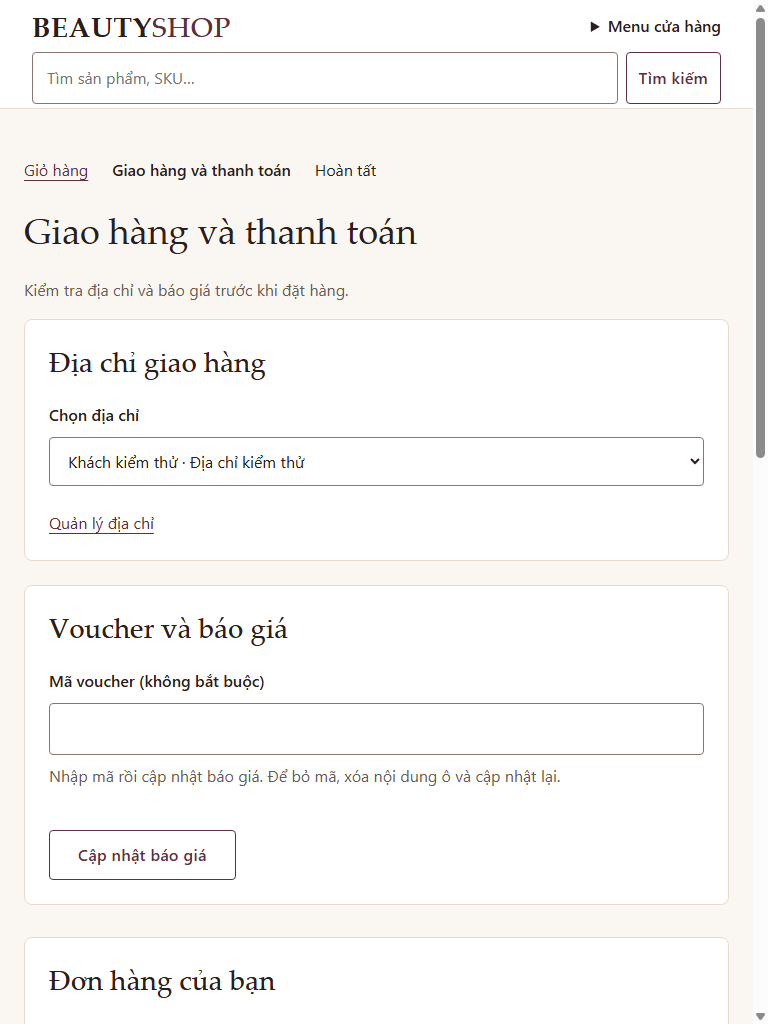 BEAUTYSHOP
▶ Menu cửa hàng
Tìm sản phẩm, SKU...
Tìm kiếm
Giỏ hàng Giao hàng và thanh toán Hoàn tất
Giao hàng và thanh toán
Kiểm tra địa chỉ và báo giá trước khi đặt hàng.
Địa chỉ giao hàng
Chọn địa chỉ
Khách kiểm thử · Địa chỉ kiểm thử
Quản lý địa chỉ
Voucher và báo giá
Mã voucher (không bắt buộc)
Nhập mã rồi cập nhật báo giá. Để bỏ mã, xóa nội dung ô và cập nhật lại.
Cập nhật báo giá
Đơn hàng của bạn